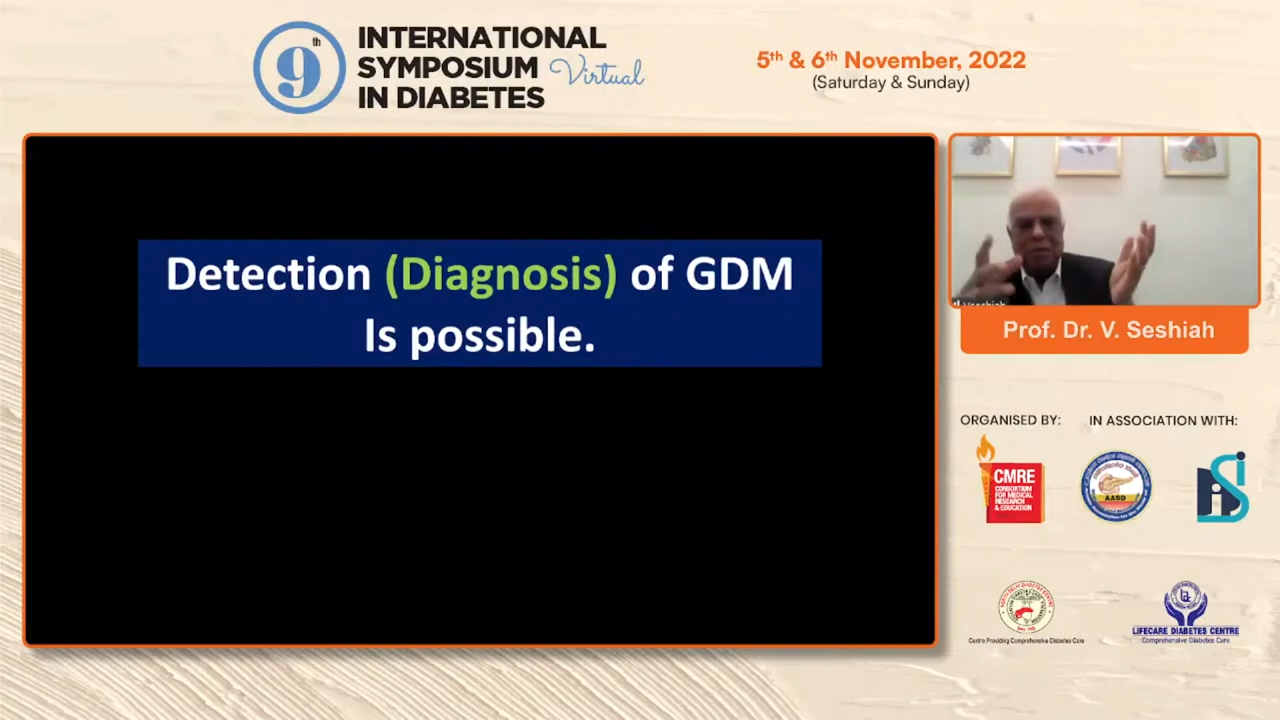 9th
INTERNATIONAL
SYMPOSIUM Virtual
IN DIABETES
5th & 6th November, 2022
(Saturday & Sunday)
Detection (Diagnosis) of GDM
Is possible.
Prof. Dr. V. Seshiah
ORGANISED BY:
IN ASSOCIATION WITH:
CMRE
CONSORTIUM
FOR MEDICAL
RESEARCH
& EDUCATION
AASD
Centre Providing Comprehensive Diabetes Care
LIFECARE DIABETES CENTRE
Comprehensive Diabetes Care